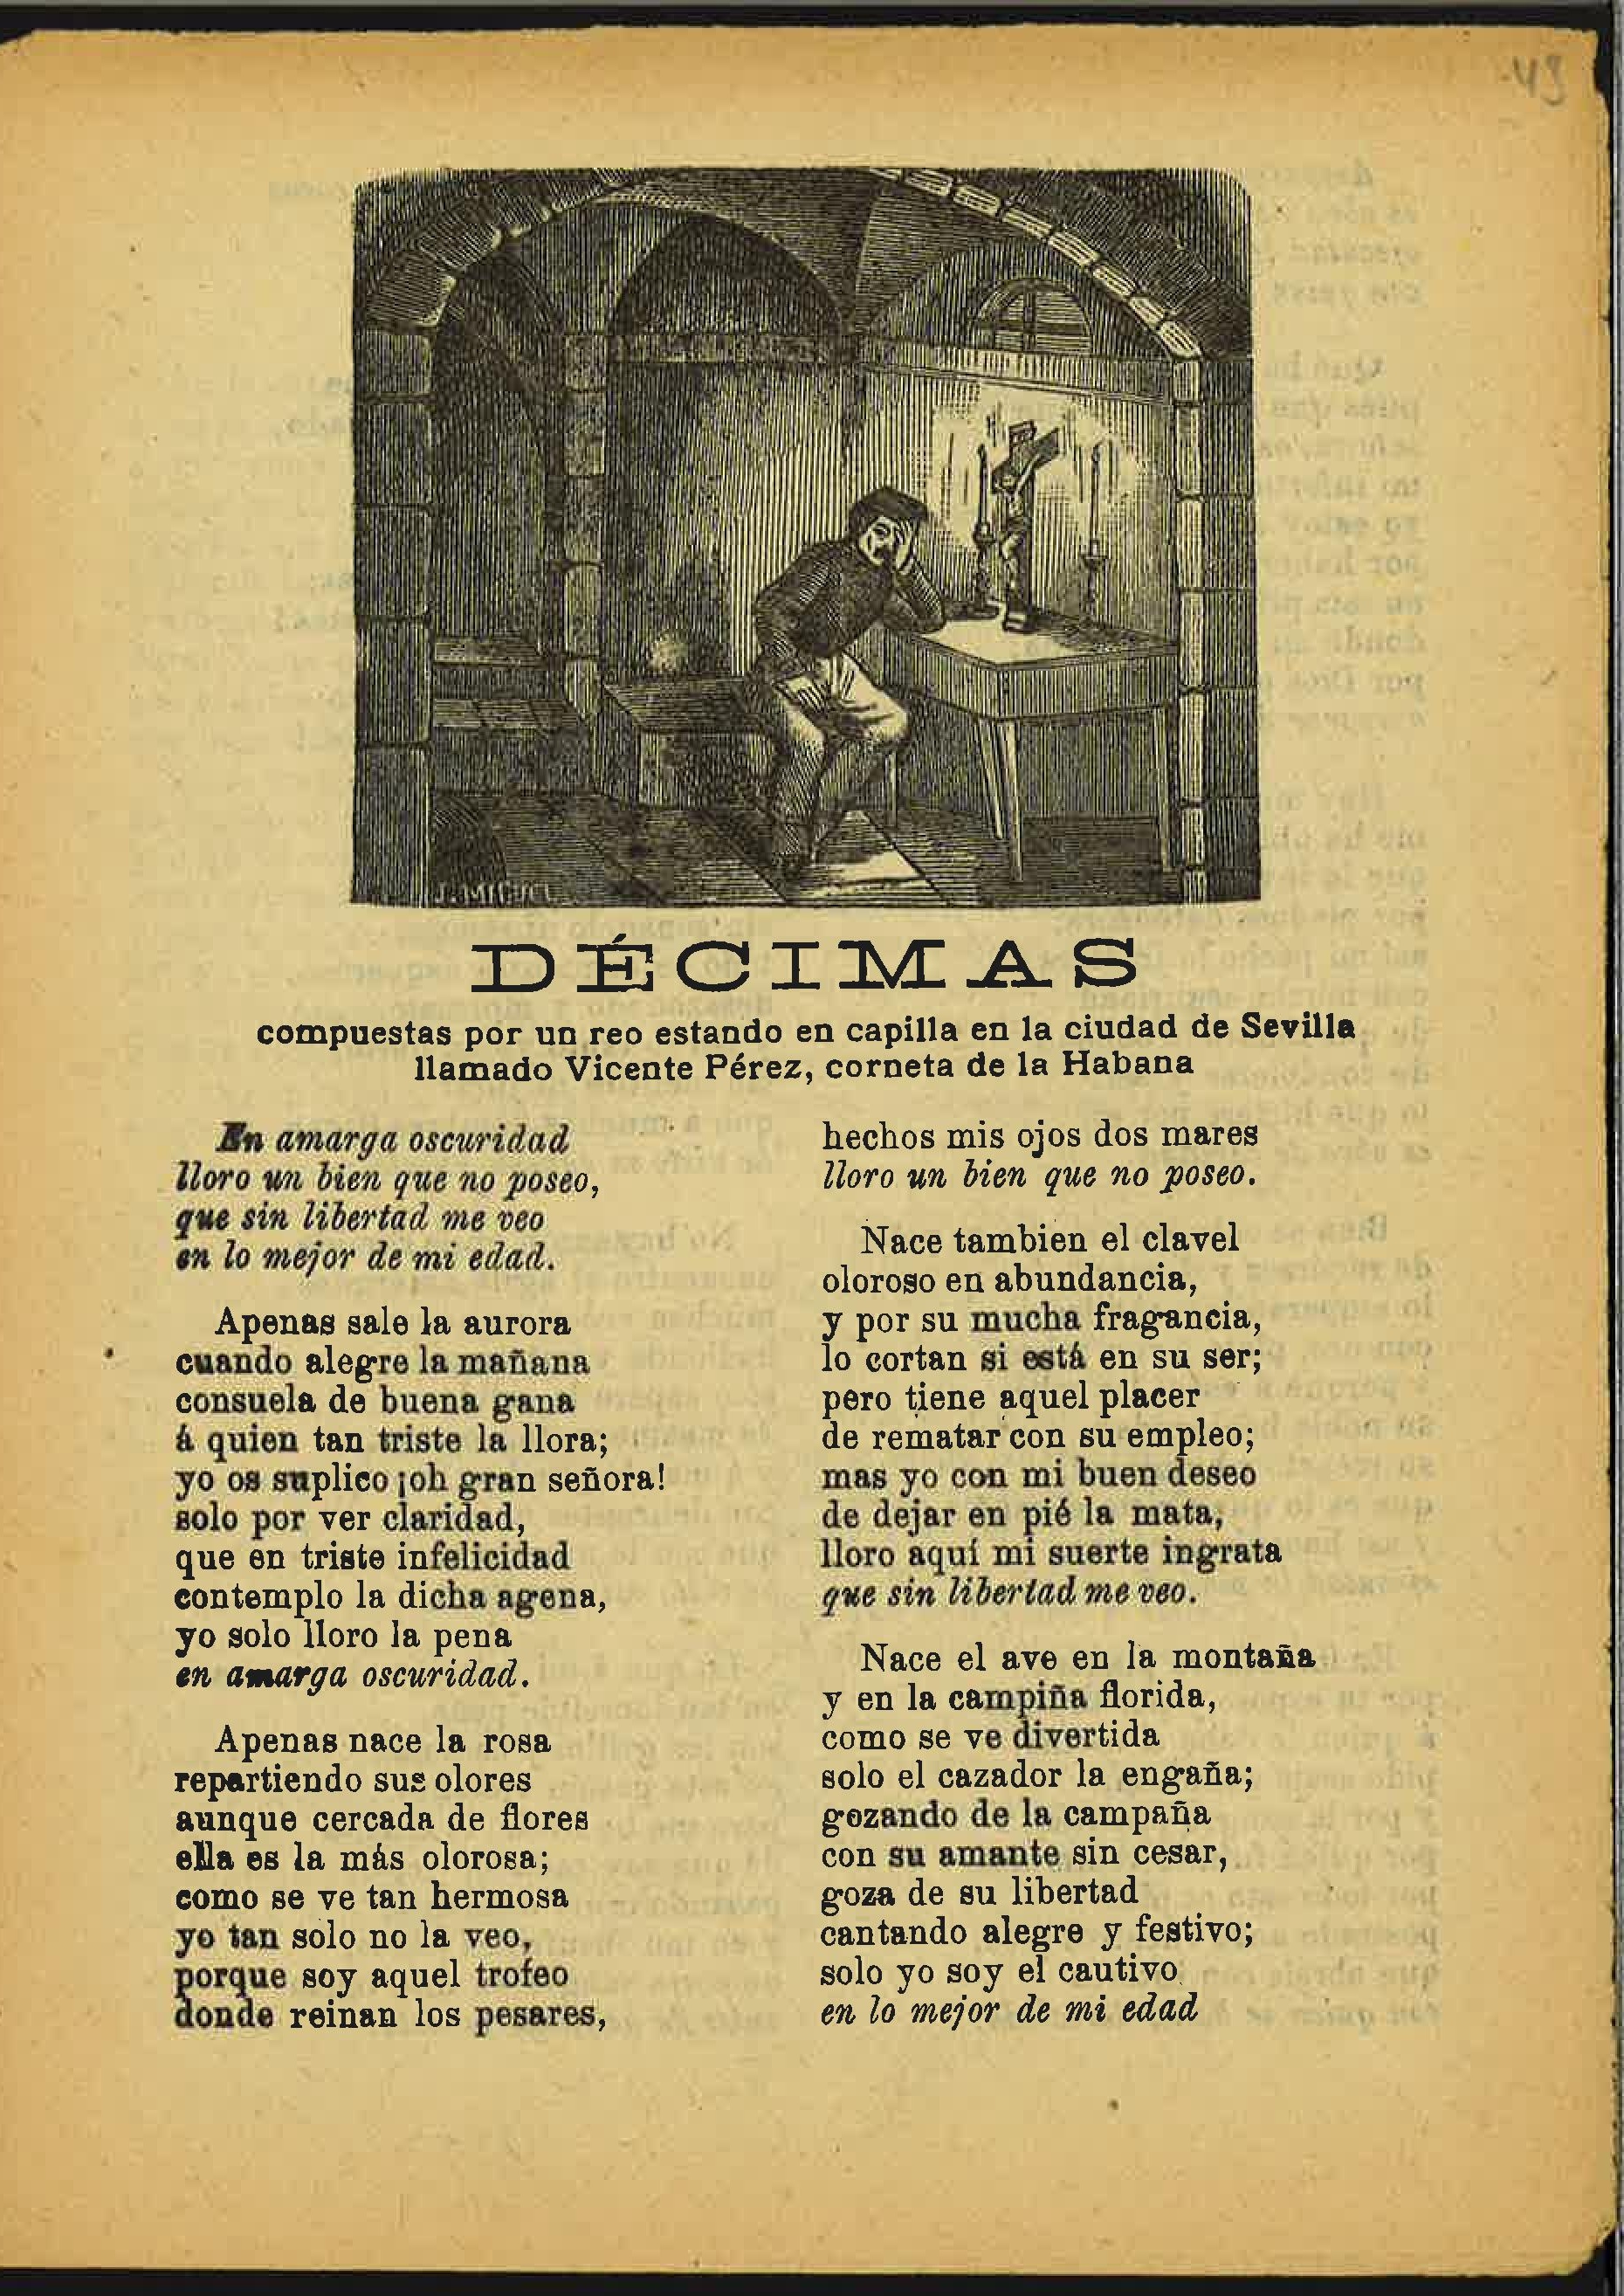 43
J. MIGUEL
DÉCIMAS
compuestas por un reo estando en capilla en la ciudad de Sevilla
llamado Vicente Pérez, corneta de la Habana
En amarga oscuridad
lloro un bien que no poseo,
que sin libertad me veo
en lo mejor de mi edad.
Apenas sale la aurora
cuando alegre la mañana
consuela de buena gana
á quien tan triste la llora;
yo os suplico ¡oh gran señora!
solo por ver claridad,
que en triste infelicidad
contemplo la dicha agena,
yo solo lloro la pena
en amarga oscuridad.
Apenas nace la rosa
repartiendo sus olores
aunque cercada de flores
ella es la más olorosa;
como se ve tan hermosa
yo tan solo no la veo,
porque soy aquel trofeo
donde reinan los pesares,
hechos mis ojos dos mares
lloro un bien que no poseo.
Nace tambien el clavel
oloroso en abundancia,
y por su mucha fragancia,
lo cortan si está en su ser;
pero tiene aquel placer
de rematar con su empleo;
mas yo con mi buen deseo
de dejar en pié la mata,
lloro aquí mi suerte ingrata
que sin libertad me veo.
Nace el ave en la montaña
y en la campiña florida,
como se ve divertida
solo el cazador la engaña;
gozando de la campaña
con su amante sin cesar,
goza de su libertad
cantando alegre y festivo;
solo yo soy el cautivo
en lo mejor de mi edad